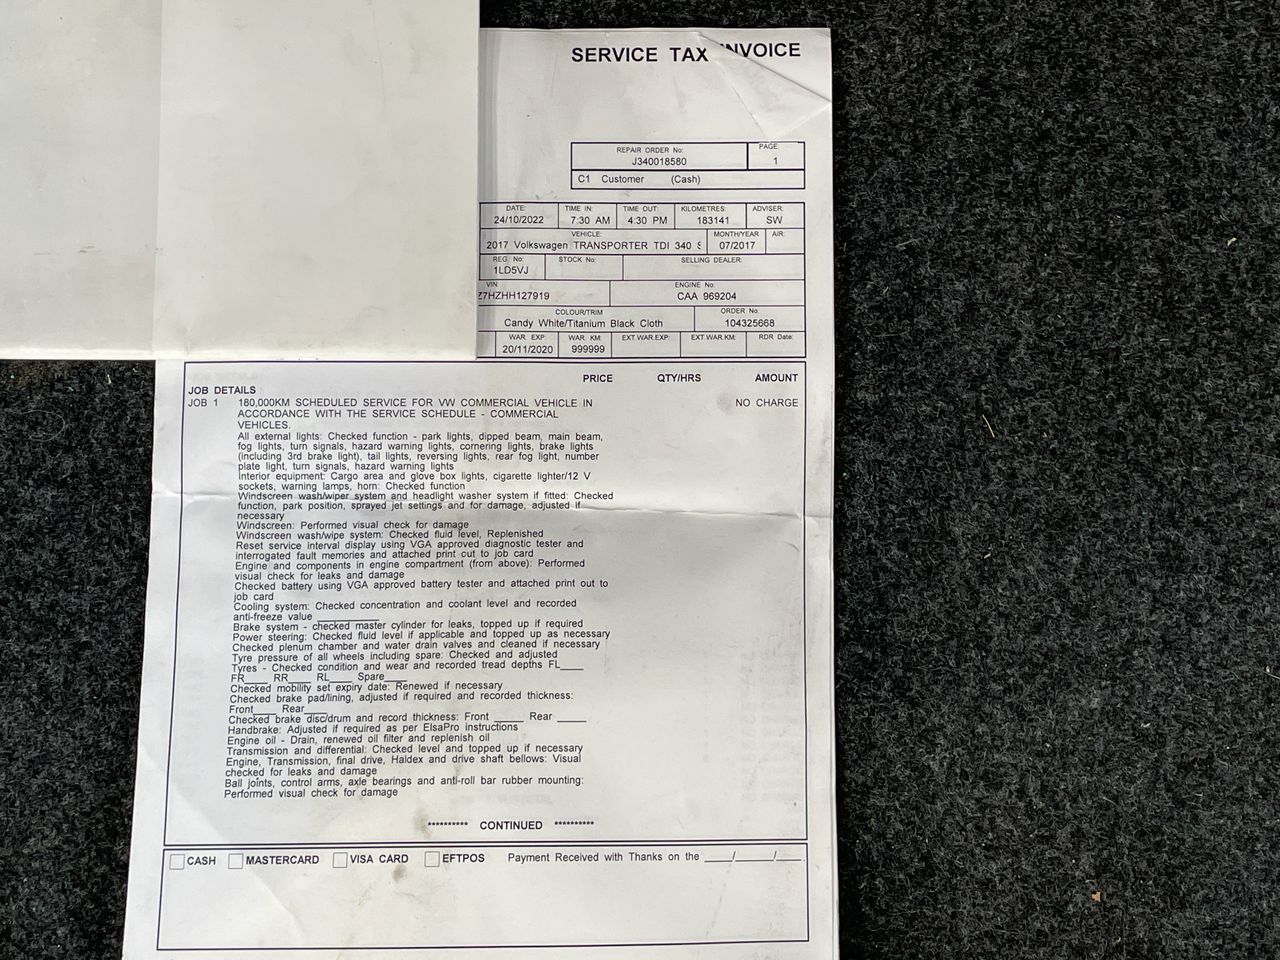 SERVICE TAX INVOICE
REPAIR ORDER No: PAGE:
J340018580 1
C1 Customer (Cash)
DATE: TIME IN: TIME OUT: KILOMETRES: ADVISER:
24/10/2022 7:30 AM 4:30 PM 183141 SW
VEHICLE: MONTH/YEAR AIR:
2017 Volkswagen TRANSPORTER TDI 340 S 07/2017
REG. No: STOCK No: SELLING DEALER:
1LD5VJ
VIN ENGINE No:
Z7HZHH127919 CAA 969204
COLOUR/TRIM ORDER No:
Candy White/Titanium Black Cloth 104325668
WAR. EXP: WAR. KM: EXT.WAR.EXP: EXT.WAR.KM: RDR Date:
20/11/2020 999999
PRICE QTY/HRS AMOUNT
JOB DETAILS
JOB 1 180,000KM SCHEDULED SERVICE FOR VW COMMERCIAL VEHICLE IN NO CHARGE
ACCORDANCE WITH THE SERVICE SCHEDULE - COMMERCIAL
VEHICLES.
All external lights: Checked function - park lights, dipped beam, main beam,
fog lights, turn signals, hazard warning lights, cornering lights, brake lights
(including 3rd brake light), tail lights, reversing lights, rear fog light, number
plate light, turn signals, hazard warning lights
Interior equipment: Cargo area and glove box lights, cigarette lighter/12 V
sockets, warning lamps, horn: Checked function
Windscreen wash/wiper system and headlight washer system if fitted: Checked
function, park position, sprayed jet settings and for damage, adjusted if
necessary
Windscreen: Performed visual check for damage
Windscreen wash/wipe system: Checked fluid level, Replenished
Reset service interval display using VGA approved diagnostic tester and
interrogated fault memories and attached print out to job card
Engine and components in engine compartment (from above): Performed
visual check for leaks and damage
Checked battery using VGA approved battery tester and attached print out to
job card
Cooling system: Checked concentration and coolant level and recorded
anti-freeze value ___________
Brake system - checked master cylinder for leaks, topped up if required
Power steering: Checked fluid level if applicable and topped up as necessary
Checked plenum chamber and water drain valves and cleaned if necessary
Tyre pressure of all wheels including spare: Checked and adjusted
Tyres - Checked condition and wear and recorded tread depths FL____
FR____ RR____ RL____ Spare____
Checked mobility set expiry date: Renewed if necessary
Checked brake pad/lining, adjusted if required and recorded thickness:
Front____ Rear____
Checked brake disc/drum and record thickness: Front _____ Rear _____
Handbrake: Adjusted if required as per ElsaPro instructions
Engine oil - Drain, renewed oil filter and replenish oil
Transmission and differential: Checked level and topped up if necessary
Engine, Transmission, final drive, Haldex and drive shaft bellows: Visual
checked for leaks and damage
Ball joints, control arms, axle bearings and anti-roll bar rubber mounting:
Performed visual check for damage
********** CONTINUED **********
CASH MASTERCARD VISA CARD EFTPOS Payment Received with Thanks on the ____/______/____